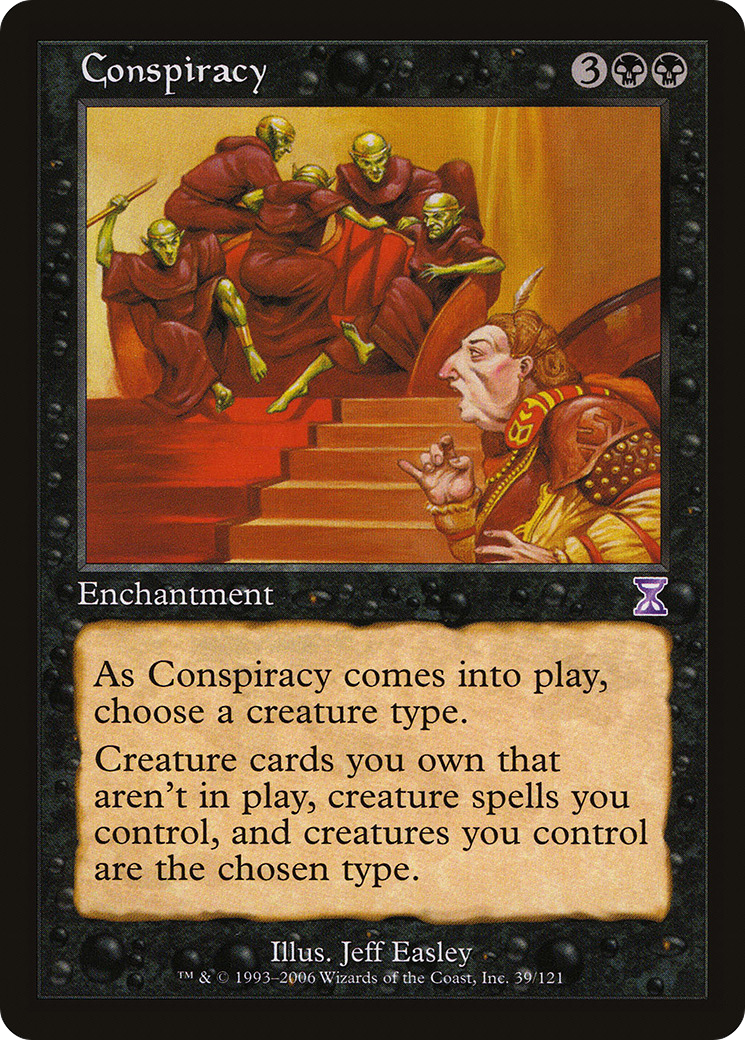 Conspiracy 3
Enchantment
As Conspiracy comes into play,
choose a creature type.
Creature cards you own that
aren't in play, creature spells you
control, and creatures you control
are the chosen type.
Illus. Jeff Easley
™ & © 1993–2006 Wizards of the Coast, Inc. 39/121